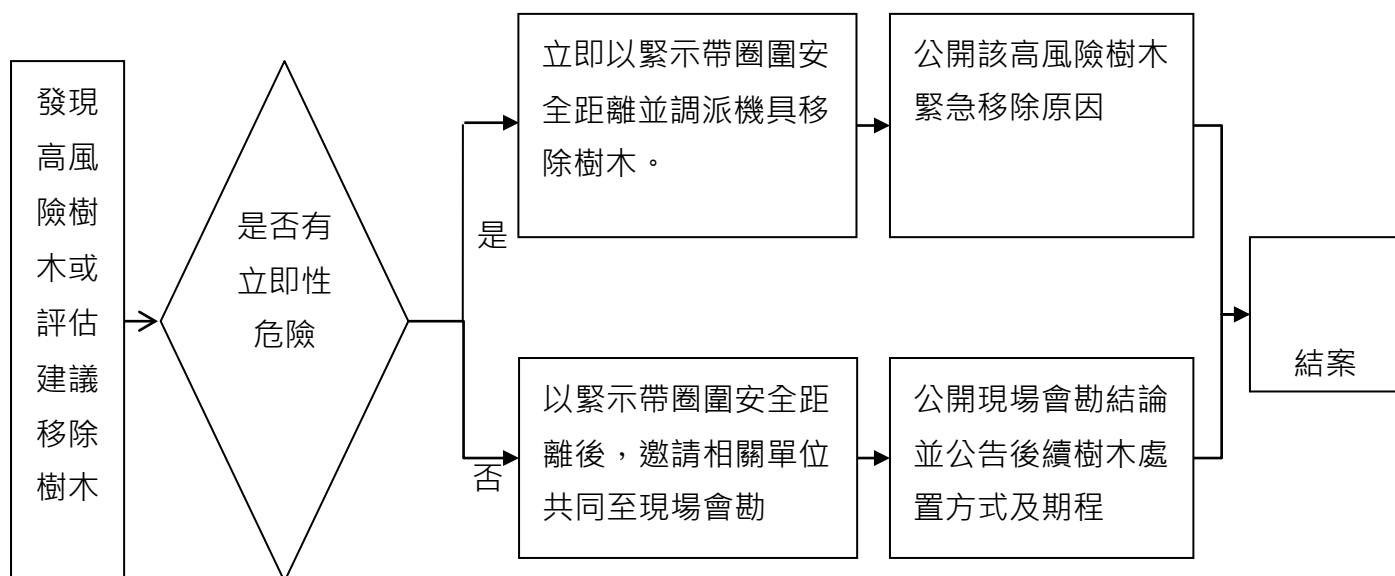 發現
高風
險樹
木或
評估
建議
移除
樹木
是否有
立即性
危險
是
立即以緊示帶圈圍安
全距離並調派機具移
除樹木。
公開該高風險樹木
緊急移除原因
否
以緊示帶圈圍安全距
離後，邀請相關單位
共同至現場會勘
公開現場會勘結論
並公告後續樹木處
置方式及期程
結案